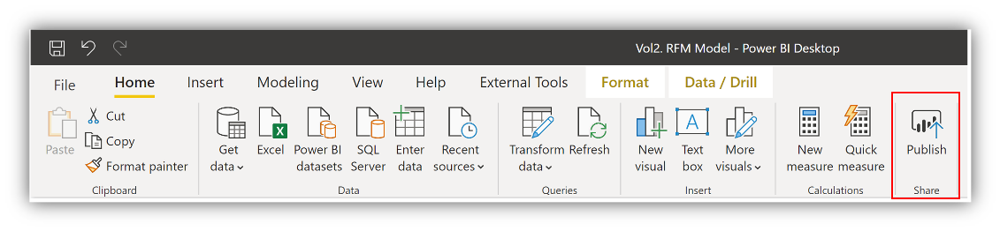 Vol2. RFM Model - Power BI Desktop
File Home Insert Modeling View Help External Tools Format Data / Drill
Paste
Cut
Copy
Format painter
Clipboard
Get data
Excel
Power BI datasets
SQL Server
Enter data
Recent sources
Data
Transform data
Refresh
Queries
New visual
Text box
More visuals
Insert
New measure
Quick measure
Calculations
Publish
Share